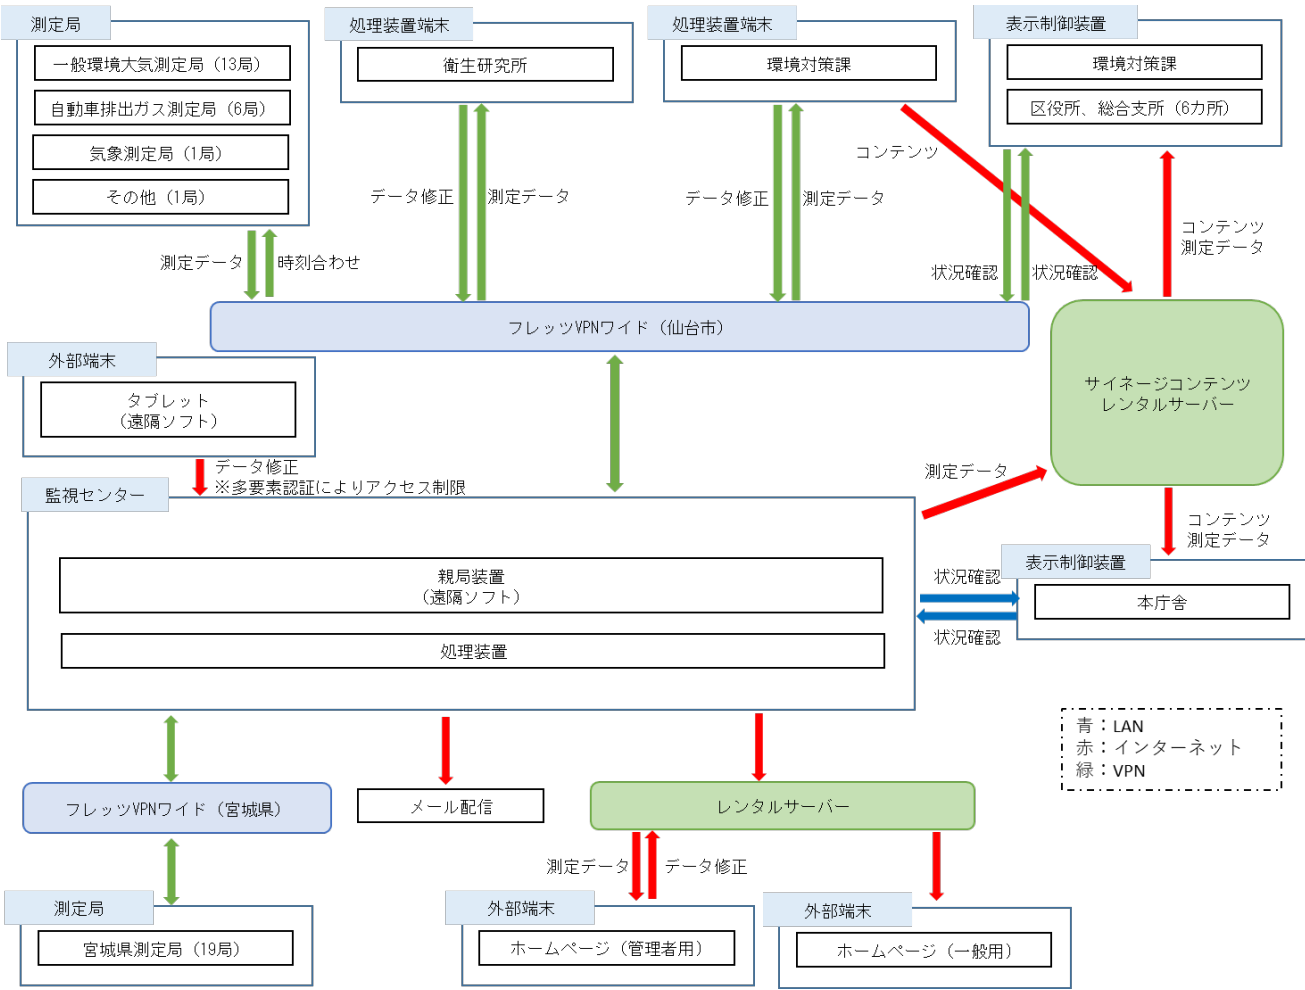 測定局
一般環境大気測定局（13局）
自動車排出ガス測定局（6局）
気象測定局（1局）
その他（1局）
処理装置端末
衛生研究所
処理装置端末
環境対策課
表示制御装置
環境対策課
区役所、総合支所（6カ所）
コンテンツ
データ修正
測定データ
データ修正
測定データ
コンテンツ
測定データ
測定データ
時刻合わせ
状況確認
状況確認
フレッツVPNワイド（仙台市）
外部端末
タブレット
（遠隔ソフト）
サイネージコンテンツ
レンタルサーバー
データ修正
※多要素認証によりアクセス制限
測定データ
監視センター
親局装置
（遠隔ソフト）
処理装置
コンテンツ
測定データ
表示制御装置
本庁舎
状況確認
状況確認
青：LAN
赤：インターネット
緑：VPN
フレッツVPNワイド（宮城県）
メール配信
レンタルサーバー
測定データ
データ修正
測定局
宮城県測定局（19局）
外部端末
ホームページ（管理者用）
外部端末
ホームページ（一般用）